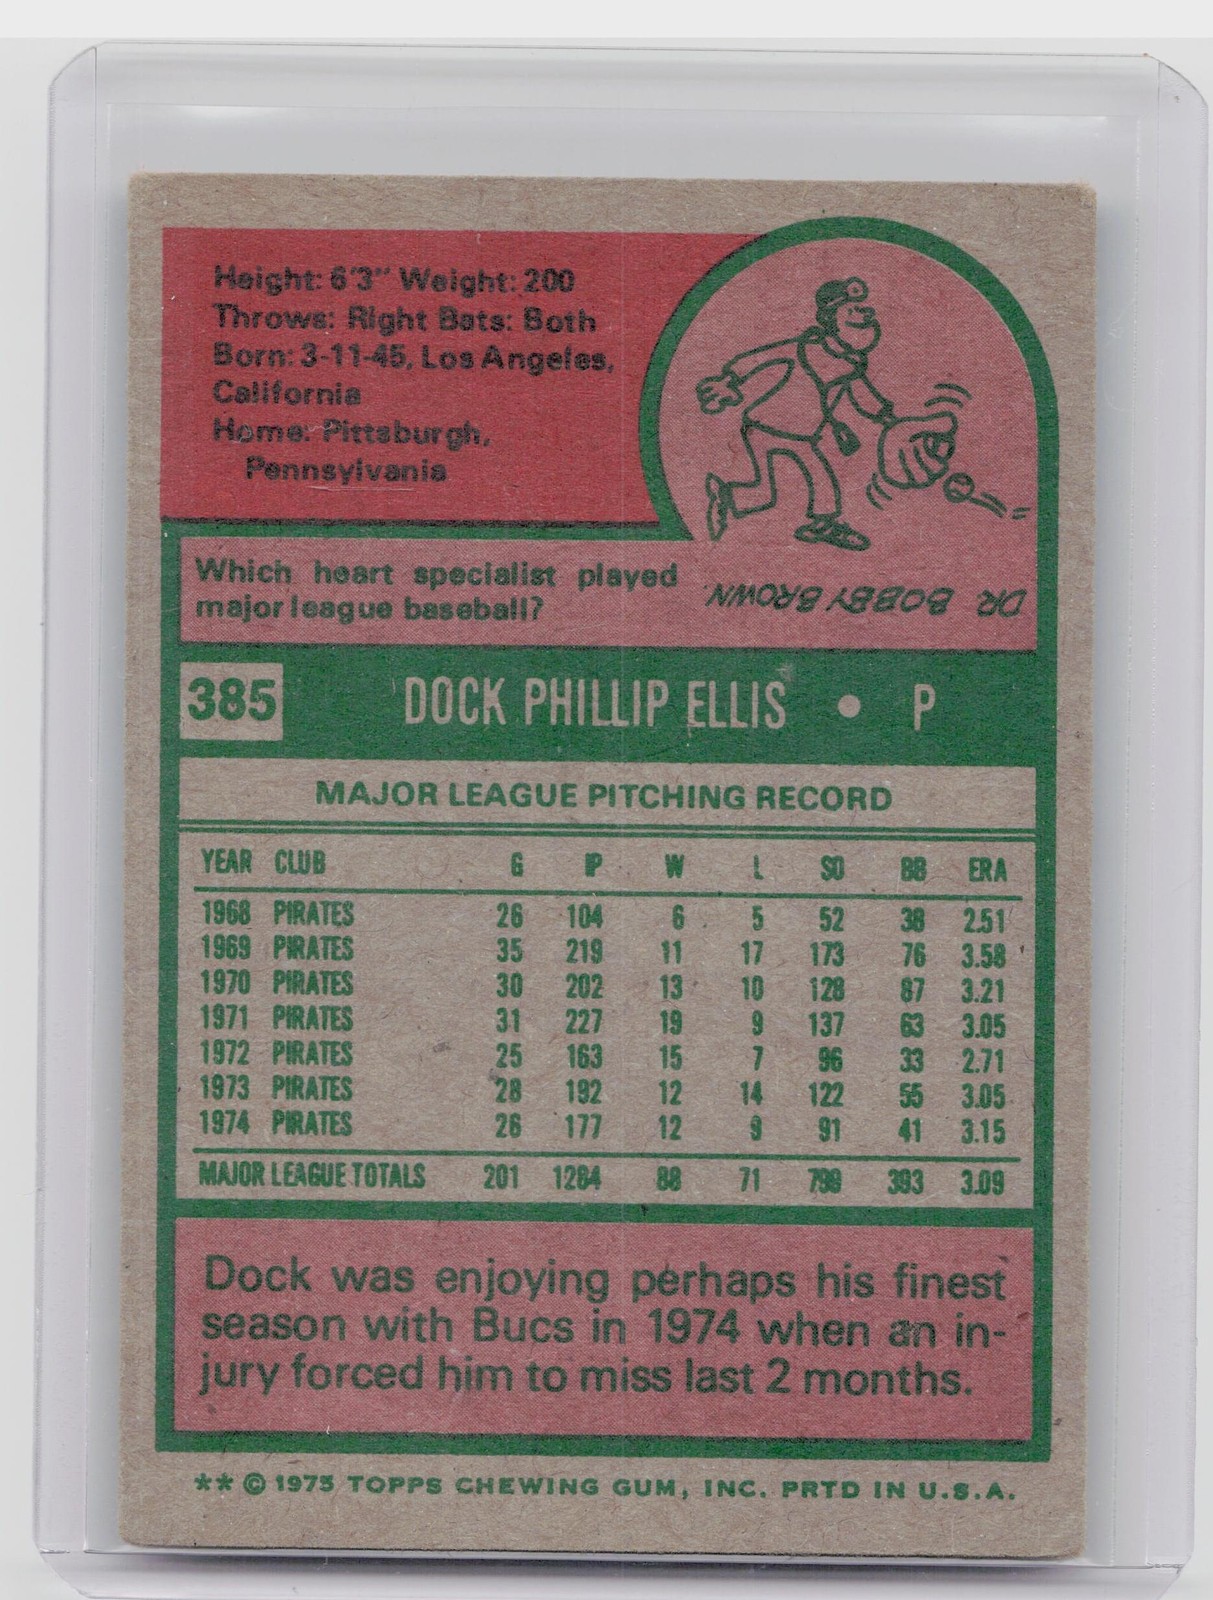 Height: 6'3" Weight: 200
Throws: Right Bats: Both
Born: 3-11-45, Los Angeles,
California
Home: Pittsburgh,
Pennsylvania
Which heart specialist played
major league baseball?
DR. BOBBY BROWN.
385 DOCK PHILLIP ELLIS • P
MAJOR LEAGUE PITCHING RECORD
YEAR CLUB G IP W L SO BB ERA
1968 PIRATES 26 104 6 5 52 38 2.51
1969 PIRATES 35 219 11 17 173 76 3.58
1970 PIRATES 30 202 13 10 128 87 3.21
1971 PIRATES 31 227 19 9 137 63 3.05
1972 PIRATES 25 163 15 7 96 33 2.71
1973 PIRATES 28 192 12 14 122 55 3.05
1974 PIRATES 26 177 12 9 91 41 3.15
MAJOR LEAGUE TOTALS 201 1284 88 71 799 393 3.09
Dock was enjoying perhaps his finest
season with Bucs in 1974 when an in-
jury forced him to miss last 2 months.
** © 1975 TOPPS CHEWING GUM, INC. PRTD IN U.S.A.